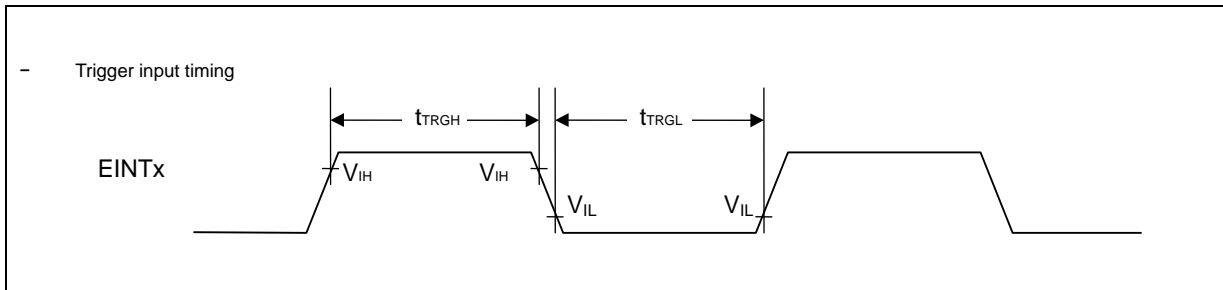 − Trigger input timing
tTRGH tTRGL
EINTx
VIH VIH
VIL VIL